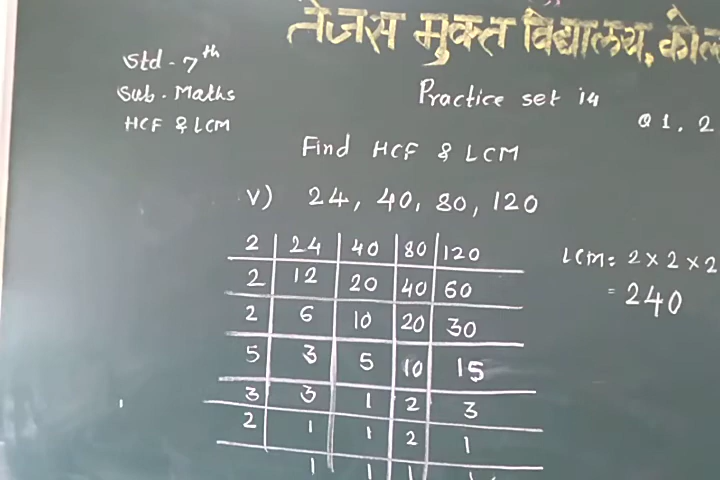 तेजस मुक्त विद्यालय,
Std - 7th
Sub. Maths
HCF & LCM
Practice set 14
Q 1. 2
Find HCF & LCM
v) 24, 40, 80, 120
2 24 40 80 120
2 12 20 40 60
2 6 10 20 30
5 3 5 10 15
3 3 1 2 3
2 1 1 2 1
1 1 1
LCM = 2 x 2 x 2
= 240